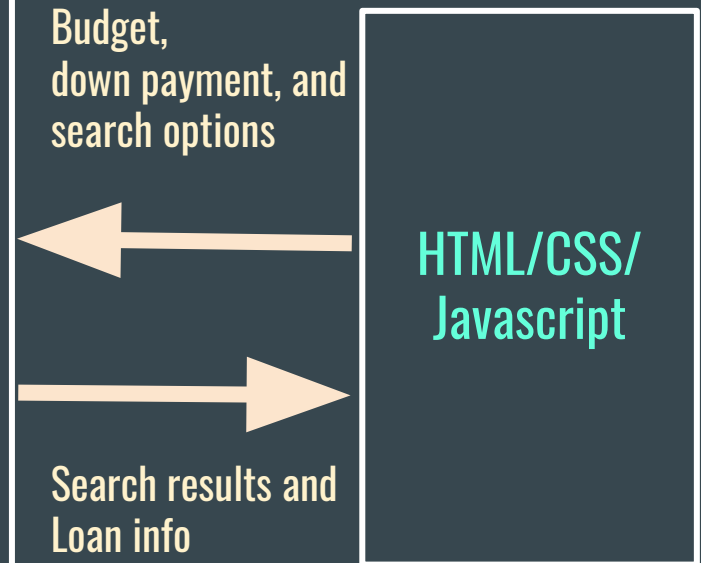 Budget,
down payment, and
search options
HTML/CSS/
Javascript
Search results and
Loan info